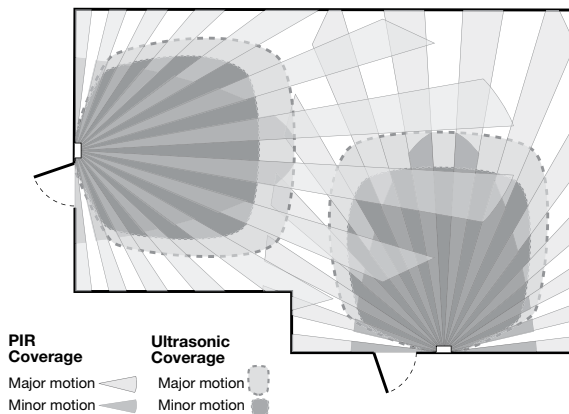 PIR
Coverage
Major motion
Minor motion
Ultrasonic
Coverage
Major motion
Minor motion